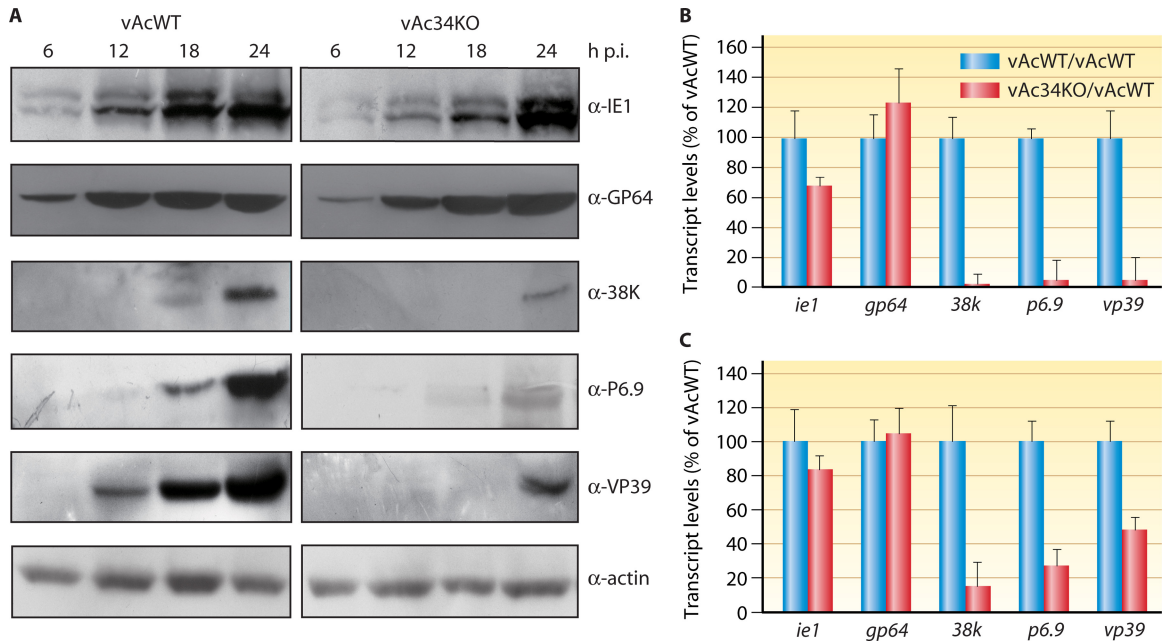 A
vAcWT
vAc34KO
6 12 18 24 6 12 18 24 h p.i.
α-IE1
α-GP64
α-38K
α-P6.9
α-VP39
α-actin
B
Transcript levels (% of vAcWT)
160
140
120
100
80
60
40
20
0
vAcWT/vAcWT
vAc34KO/vAcWT
ie1 gp64 38k p6.9 vp39
C
Transcript levels (% of vAcWT)
140
120
100
80
60
40
20
0
ie1 gp64 38k p6.9 vp39